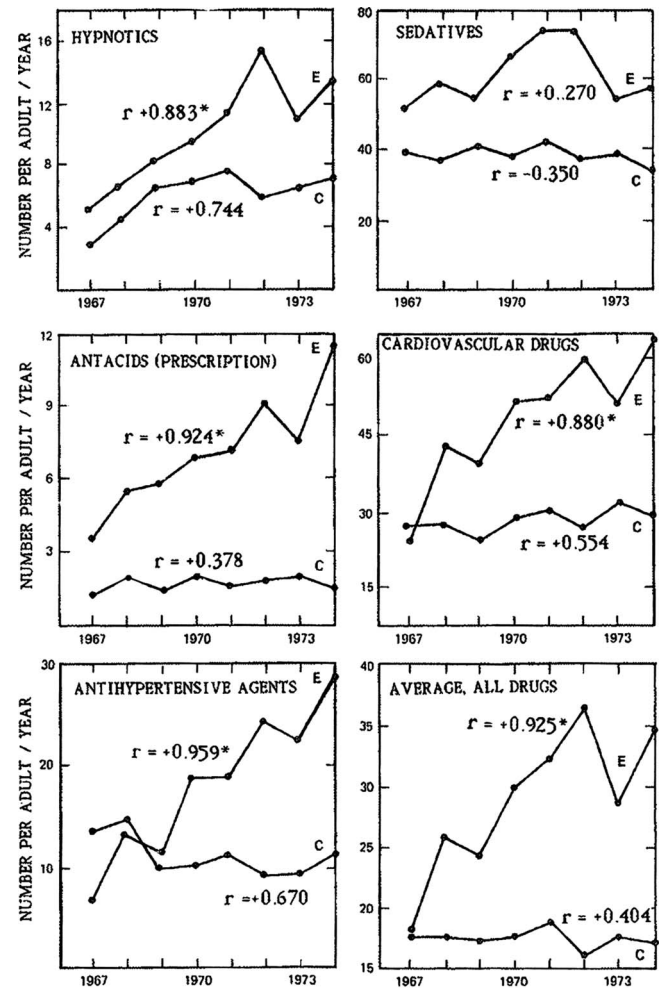 NUMBER PER ADULT / YEAR
HYPNOTICS
16
12
8
4
r +0.883*
E
r = +0.744
C
1967
1970
1973
SEDATIVES
80
60
40
20
E
r = +0..270
r = -0.350
C
1967
1970
1973
NUMBER PER ADULT / YEAR
ANTACIDS (PRESCRIPTION)
12
9
6
3
E
r = +0.924*
r = +0.378
C
1967
1970
1973
CARDIOVASCULAR DRUGS
60
45
30
15
E
r = +0.880*
C
r = +0.554
1967
1970
1973
NUMBER PER ADULT / YEAR
ANTIHYPERTENSIVE AGENTS
30
20
10
E
r = +0.959*
C
r =+0.670
1967
1970
1973
AVERAGE, ALL DRUGS
40
35
30
25
20
15
r = +0.925*
E
r = +0.404
C
1967
1970
1973